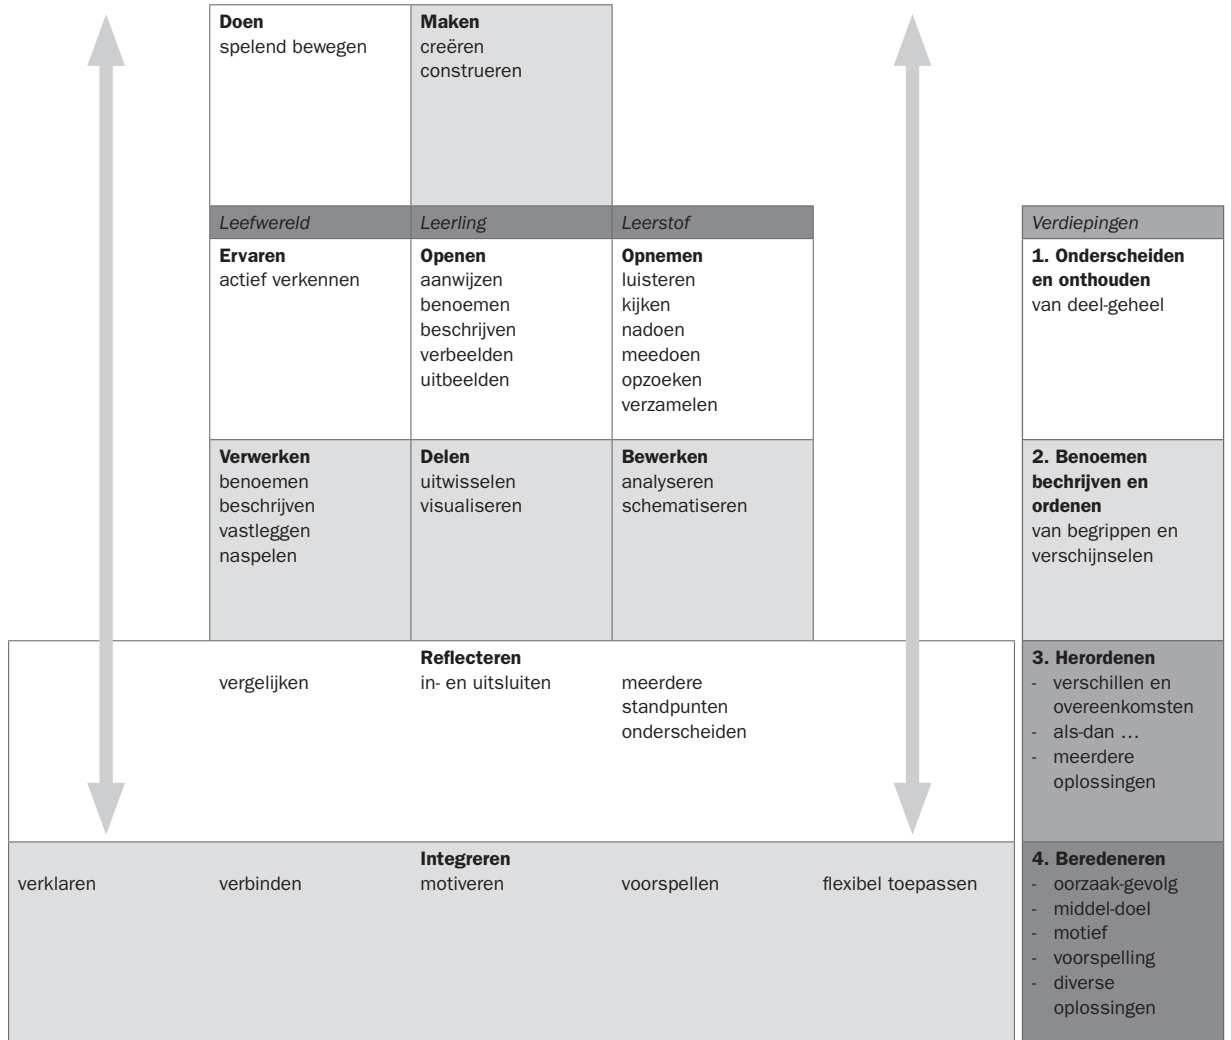 Doen
spelend bewegen
Maken
creëren
construeren
Leefwereld
Leerling
Leerstof
Ervaren
actief verkennen
Openen
aanwijzen
benoemen
beschrijven
verbeelden
uitbeelden
Opnemen
luisteren
kijken
nadoen
meedoen
opzoeken
verzamelen
Verwerken
benoemen
beschrijven
vastleggen
naspelen
Delen
uitwisselen
visualiseren
Bewerken
analyseren
schematiseren
Reflecteren
vergelijken
in- en uitsluiten
meerdere
standpunten
onderscheiden
Integreren
verklaren
verbinden
motiveren
voorspellen
flexibel toepassen
Verdiepingen
1. Onderscheiden
en onthouden
van deel-geheel
2. Benoemen
bechrijven en
ordenen
van begrippen en
verschijnselen
3. Herordenen
- verschillen en
overeenkomsten
- als-dan …
- meerdere
oplossingen
4. Beredeneren
- oorzaak-gevolg
- middel-doel
- motief
- voorspelling
- diverse
oplossingen